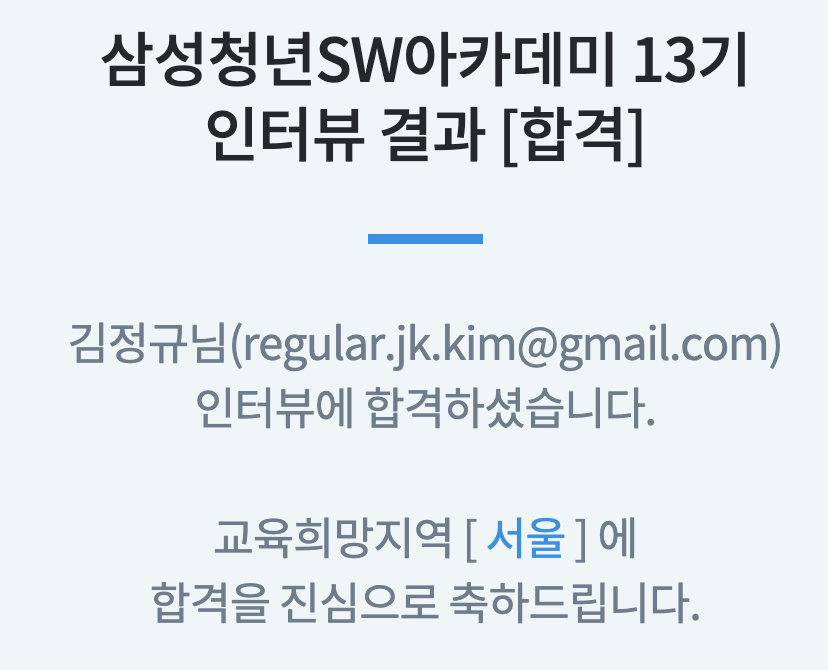 삼성청년SW아카데미 13기
인터뷰 결과 [합격]
김정규님(regular.jk.kim@gmail.com)
인터뷰에 합격하셨습니다.
교육희망지역 [ 서울 ] 에
합격을 진심으로 축하드립니다.